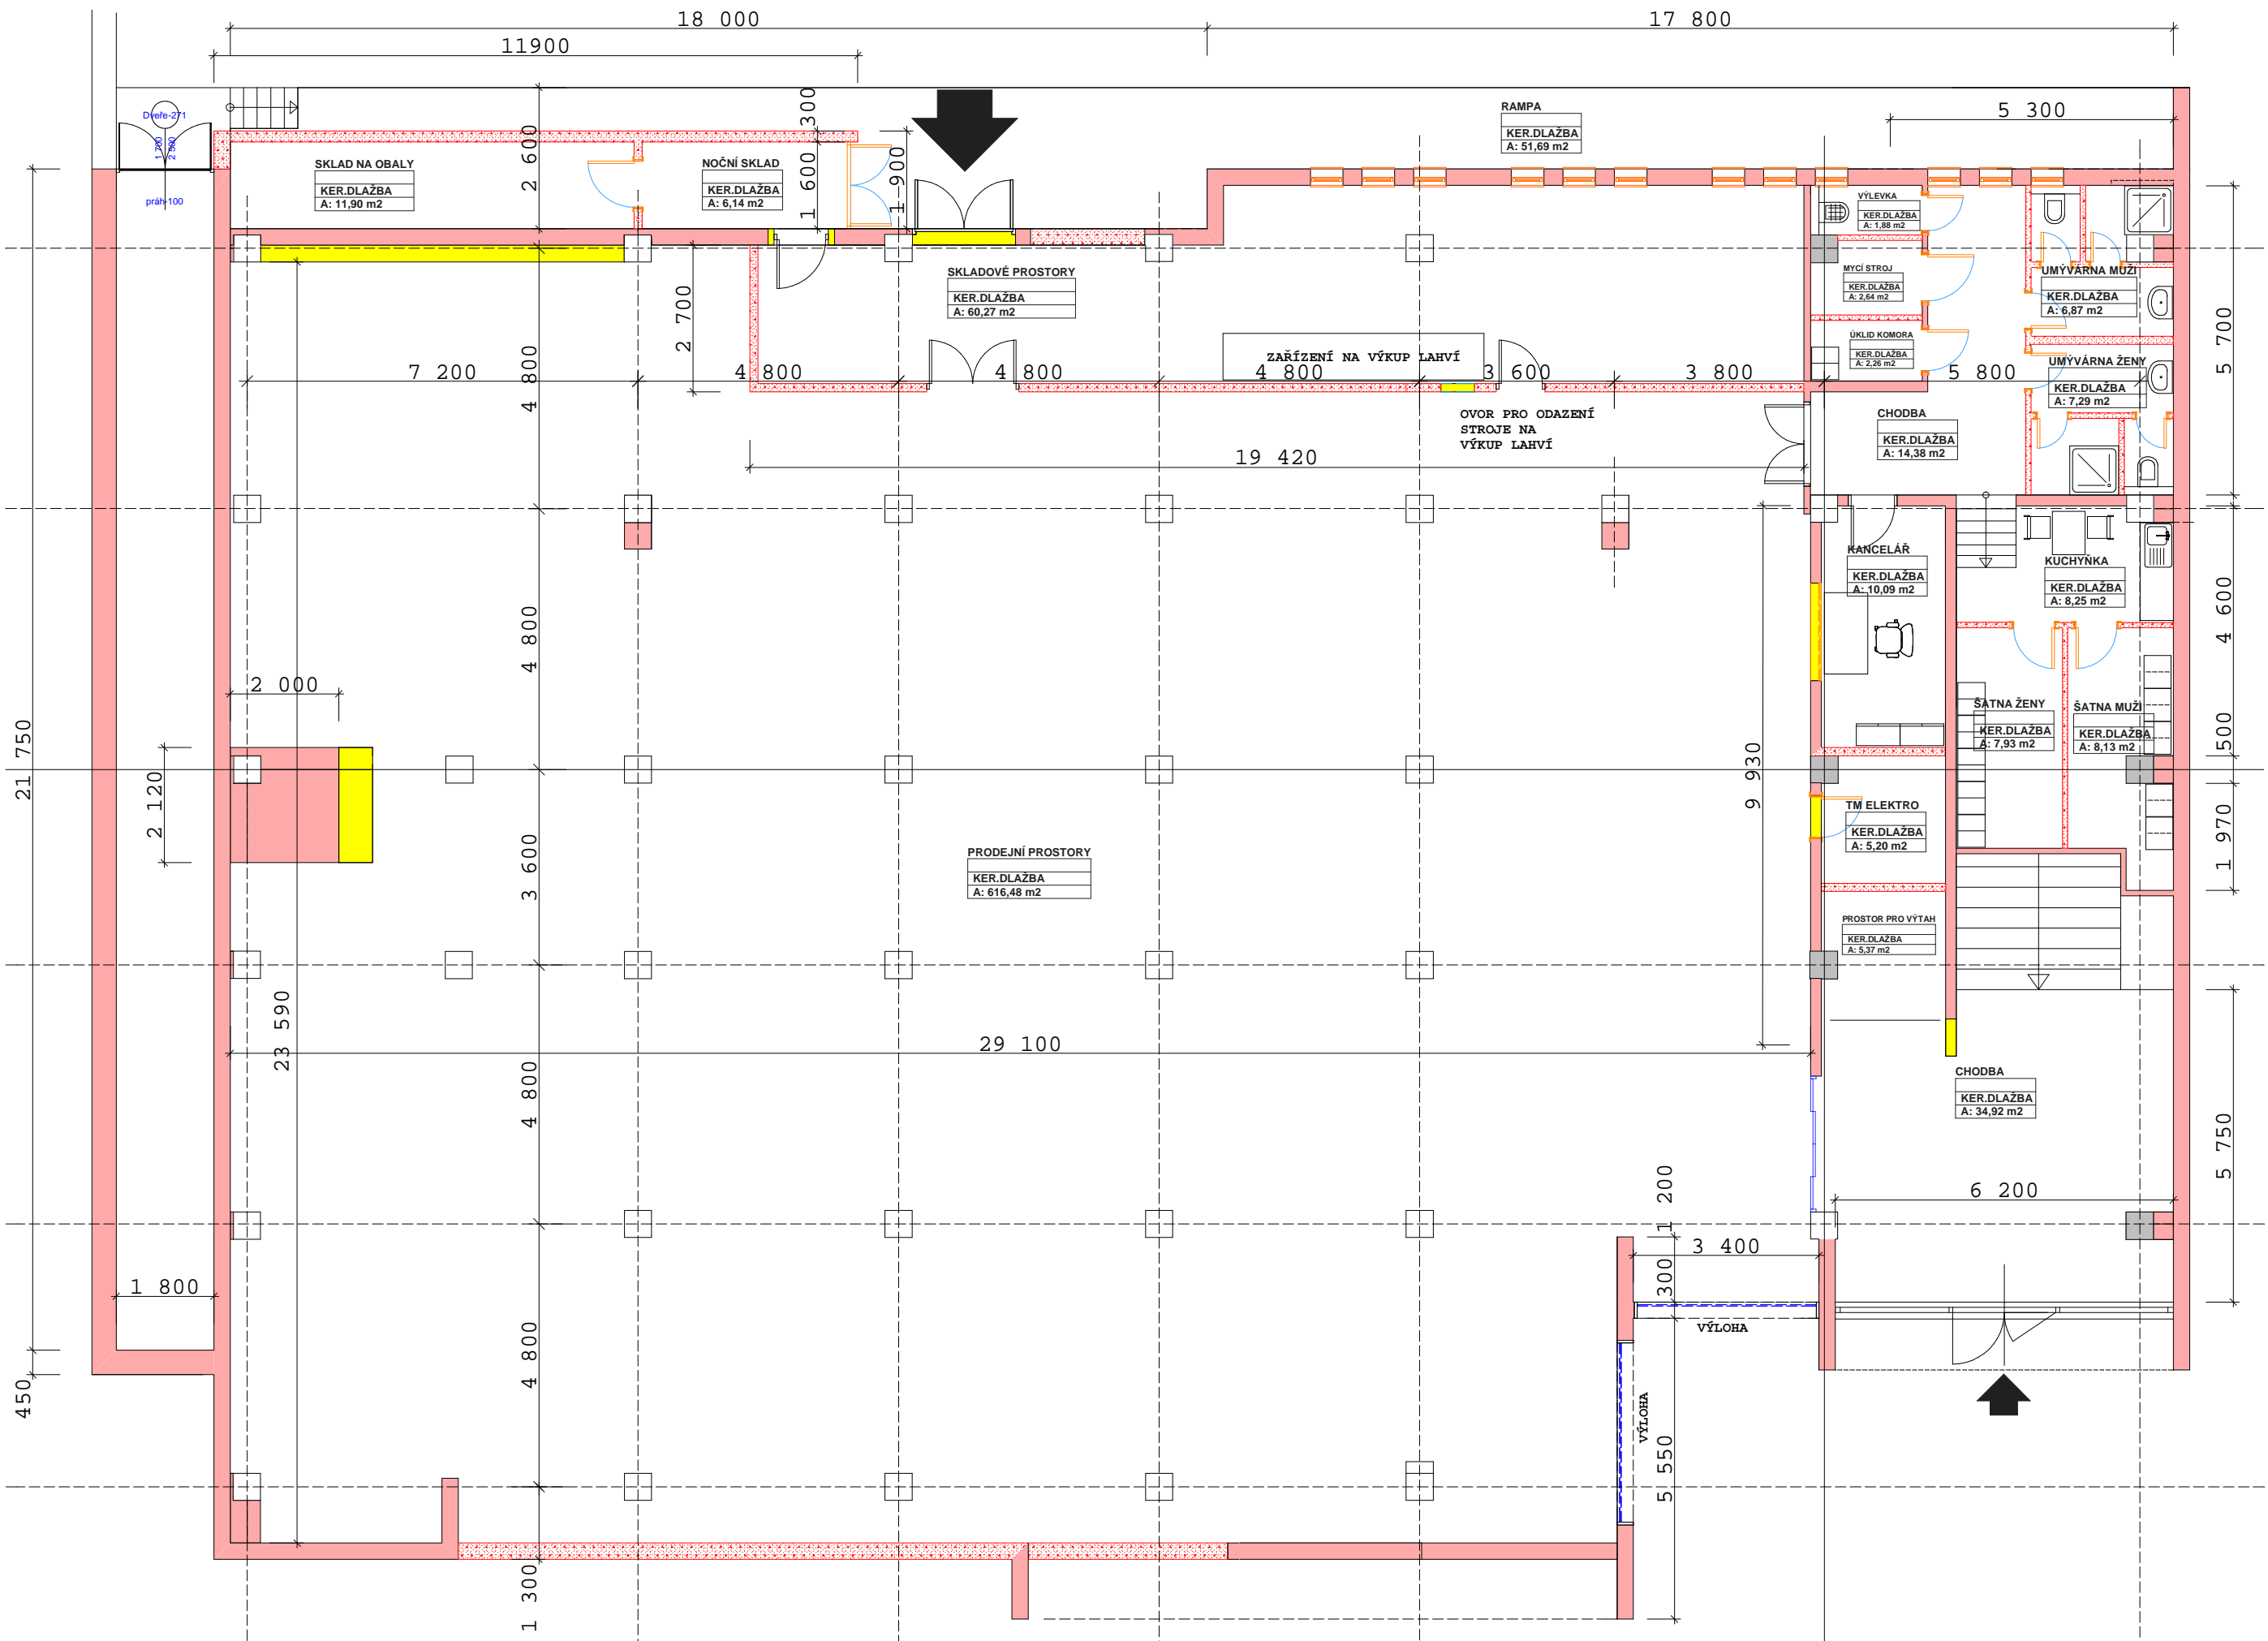 18 000
17 800
11900
5 300
Dveře-271
1 700
2 500
práh-100
RAMPA
KER.DLAŽBA
A: 51,69 m2
2 600
300
1 600
1 900
SKLAD NA OBALY
KER.DLAŽBA
A: 11,90 m2
NOČNÍ SKLAD
KER.DLAŽBA
A: 6,14 m2
VÝLEVKA
KER.DLAŽBA
A: 1,88 m2
SKLADOVÉ PROSTORY
KER.DLAŽBA
A: 60,27 m2
MYCÍ STROJ
KER.DLAŽBA
A: 2,64 m2
UMÝVÁRNA MUŽI
KER.DLAŽBA
A: 6,87 m2
2 700
5 700
ZAŘÍZENÍ NA VÝKUP LAHVÍ
ÚKLID KOMORA
KER.DLAŽBA
A: 2,26 m2
UMÝVÁRNA ŽENY
KER.DLAŽBA
A: 7,29 m2
7 200
4 800
4 800
4 800
4 800
3 600
3 800
5 800
OVOR PRO ODAZENÍ
STROJE NA
VÝKUP LAHVÍ
CHODBA
KER.DLAŽBA
A: 14,38 m2
19 420
KANCELÁŘ
KER.DLAŽBA
A: 10,09 m2
KUCHYŇKA
KER.DLAŽBA
A: 8,25 m2
4 800
4 600
2 000
21 750
2 120
9 930
500
ŠATNA ŽENY
KER.DLAŽBA
A: 7,93 m2
ŠATNA MUŽI
KER.DLAŽBA
A: 8,13 m2
TM ELEKTRO
KER.DLAŽBA
A: 5,20 m2
1 970
3 600
PRODEJNÍ PROSTORY
KER.DLAŽBA
A: 616,48 m2
PROSTOR PRO VÝTAH
KER.DLAŽBA
A: 5,37 m2
23 590
29 100
4 800
CHODBA
KER.DLAŽBA
A: 34,92 m2
5 750
1 200
6 200
3 400
300
1 800
VÝLOHA
4 800
450
VÝLOHA
5 550
1 300